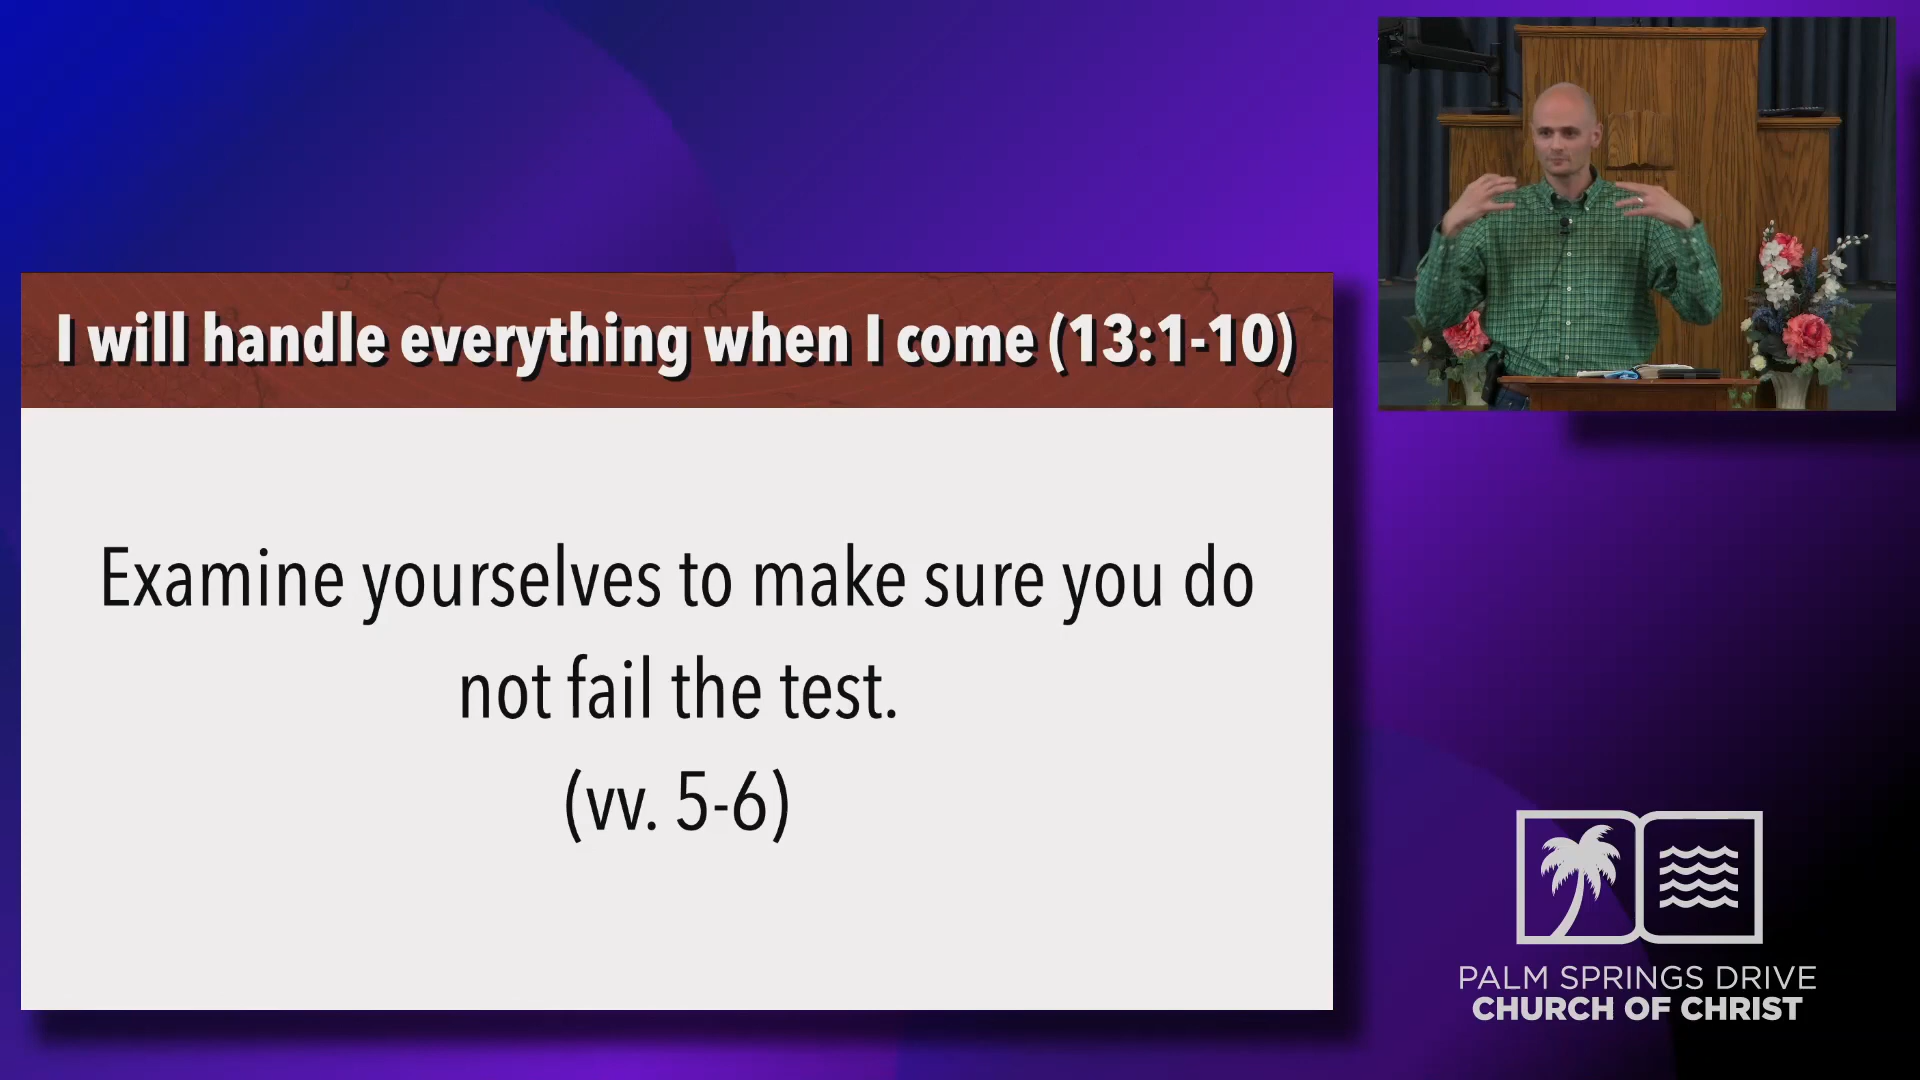 I will handle everything when I come (13:1-10)
Examine yourselves to make sure you do
not fail the test.
(vv. 5-6)
PALM SPRINGS DRIVE
CHURCH OF CHRIST